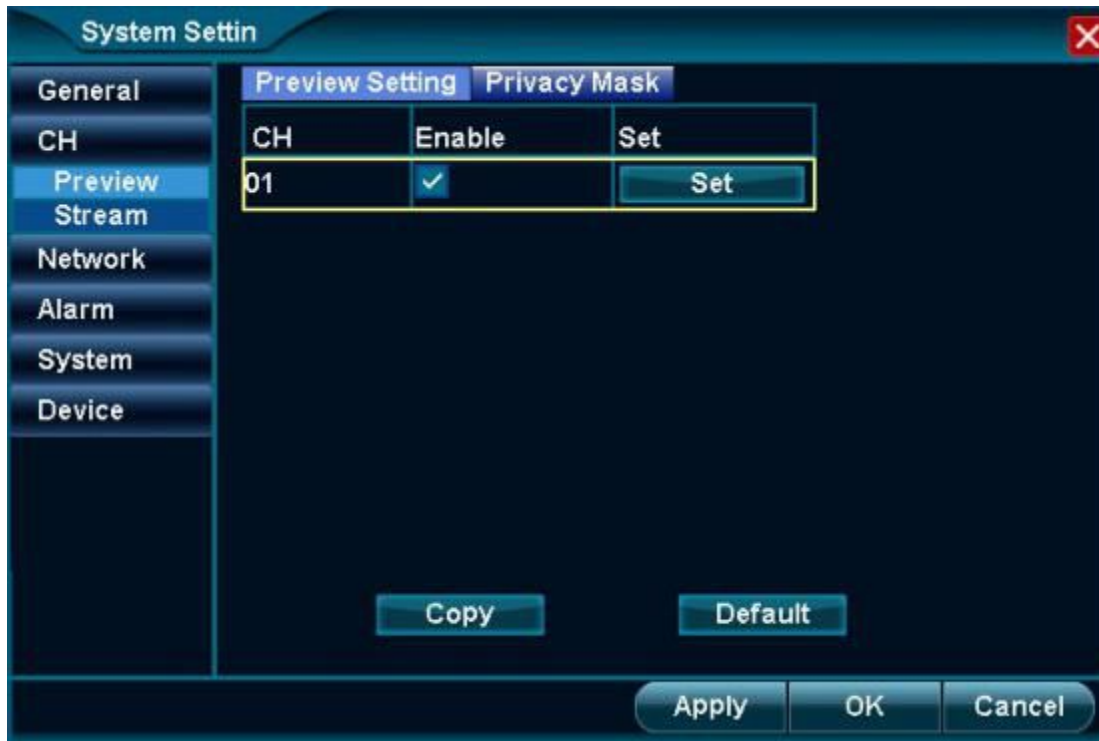 System Settin
General
CH
Preview
Stream
Network
Alarm
System
Device
Preview Setting Privacy Mask
CH Enable Set
01 Set
Copy Default
Apply OK Cancel